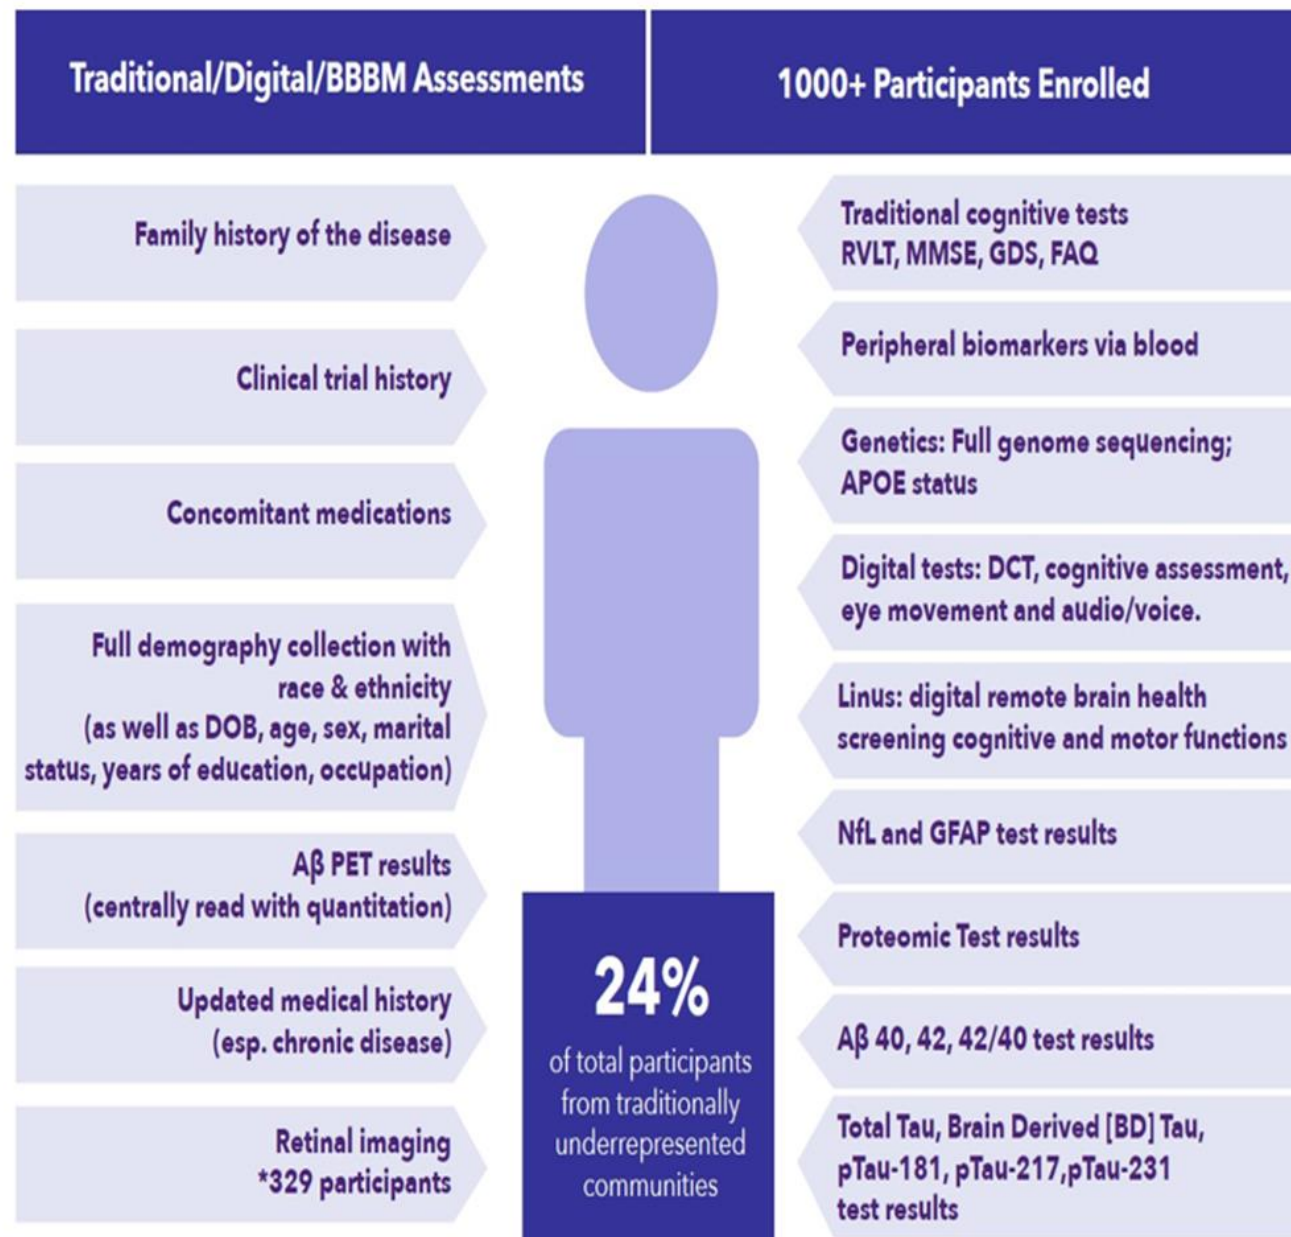 Traditional/Digital/BBBM Assessments
1000+ Participants Enrolled
Family history of the disease
Clinical trial history
Concomitant medications
Full demography collection with
race & ethnicity
(as well as DOB, age, sex, marital
status, years of education, occupation)
Aβ PET results
(centrally read with quantitation)
Updated medical history
(esp. chronic disease)
Retinal imaging
*329 participants
24%
of total participants
from traditionally
underrepresented
communities
Traditional cognitive tests
RVLT, MMSE, GDS, FAQ
Peripheral biomarkers via blood
Genetics: Full genome sequencing;
APOE status
Digital tests: DCT, cognitive assessment,
eye movement and audio/voice.
Linus: digital remote brain health
screening cognitive and motor functions
NfL and GFAP test results
Proteomic Test results
Aβ 40, 42, 42/40 test results
Total Tau, Brain Derived [BD] Tau,
pTau-181, pTau-217,pTau-231
test results